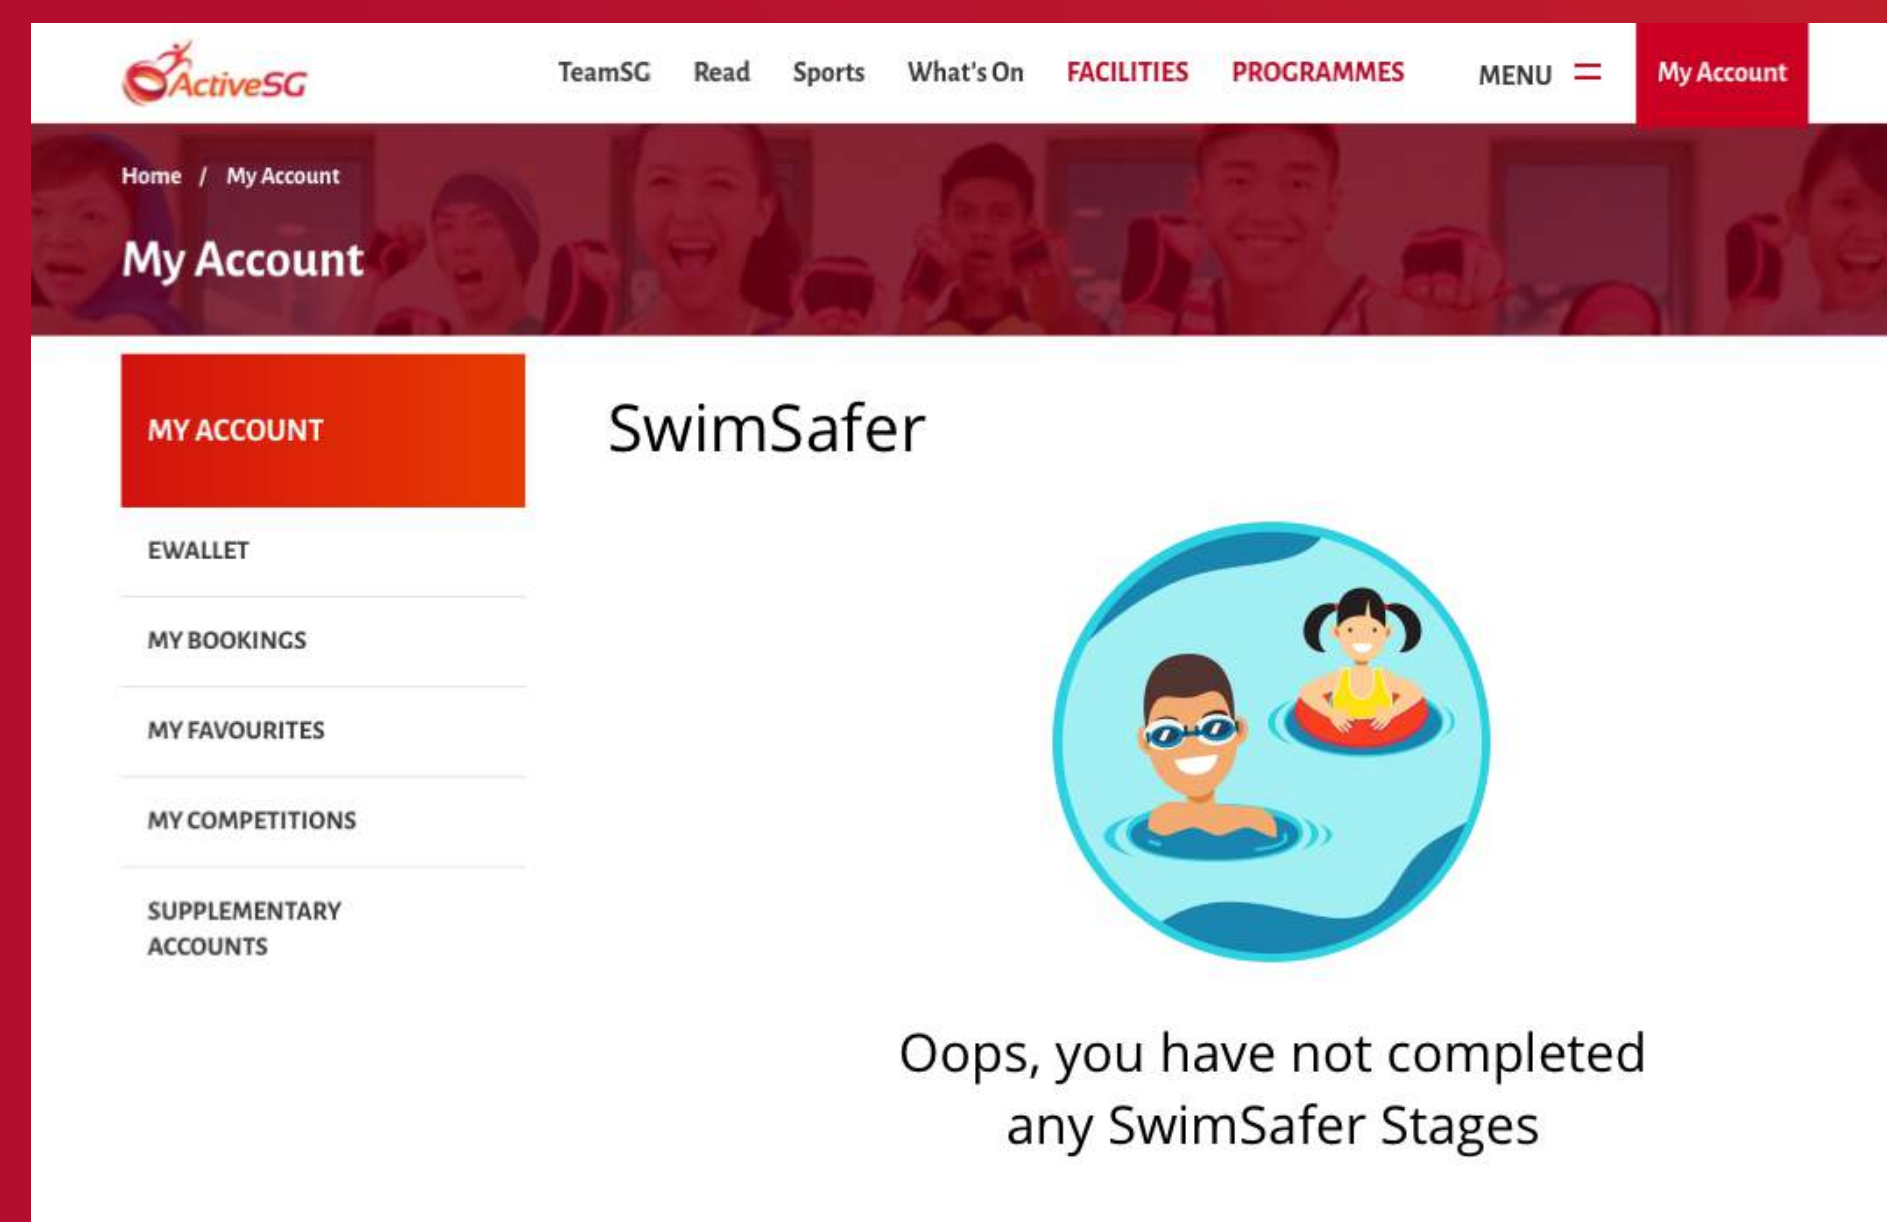 ActiveSG
TeamSG Read Sports What's On FACILITIES PROGRAMMES MENU My Account
Home / My Account
My Account
MY ACCOUNT
SwimSafer
EWALLET
MY BOOKINGS
MY FAVOURITES
MY COMPETITIONS
SUPPLEMENTARY
ACCOUNTS
Oops, you have not completed
any SwimSafer Stages